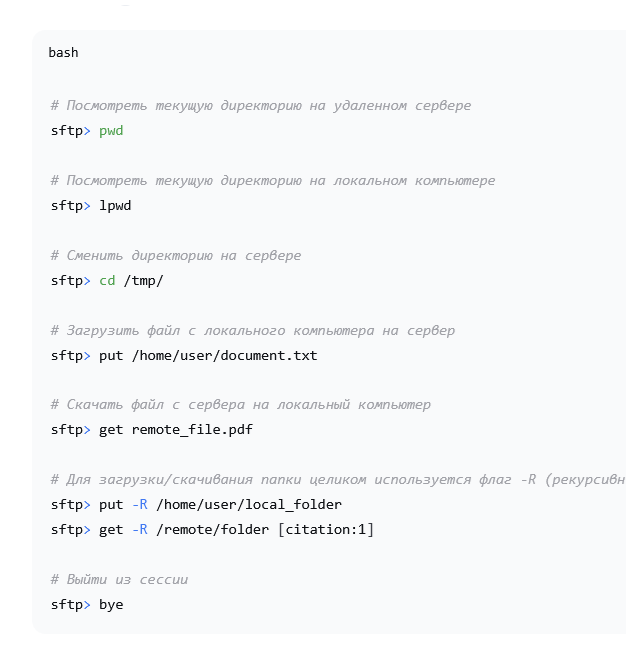 bash
# Посмотреть текущую директорию на удаленном сервере
sftp> pwd
# Посмотреть текущую директорию на локальном компьютере
sftp> lpwd
# Сменить директорию на сервере
sftp> cd /tmp/
# Загрузить файл с локального компьютера на сервер
sftp> put /home/user/document.txt
# Скачать файл с сервера на локальный компьютер
sftp> get remote_file.pdf
# Для загрузки/скачивания папки целиком используется флаг -R (рекурсивн
sftp> put -R /home/user/local_folder
sftp> get -R /remote/folder [citation:1]
# Выйти из сессии
sftp> bye